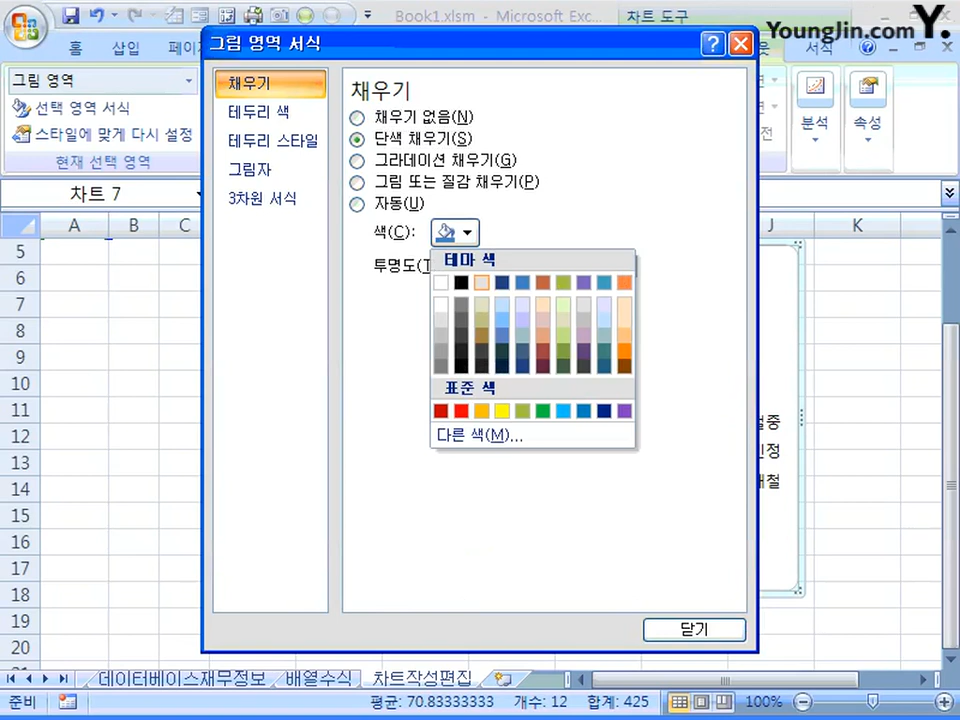 Book1.xlsm - Microsoft Exc...
차트 도구
YoungJin.com Y.
홈
삽입
페이
서식
그림 영역 서식
그림 영역
선택 영역 서식
스타일에 맞게 다시 설정
현재 선택 영역
분석
속성
차트 7
채우기
테두리 색
테두리 스타일
그림자
3차원 서식
채우기
채우기 없음(N)
단색 채우기(S)
그라데이션 채우기(G)
그림 또는 질감 채우기(P)
자동(U)
색(C):
투명도(T
테마 색
표준 색
다른 색(M)...
닫기
A B C J K
5
6
7
8
9
10
11
12
13
14
15
16
17
18
19
20
데이터베이스재무정보 배열수식 차트작성편집
준비
평균: 70.83333333 개수: 12 합계: 425
100%